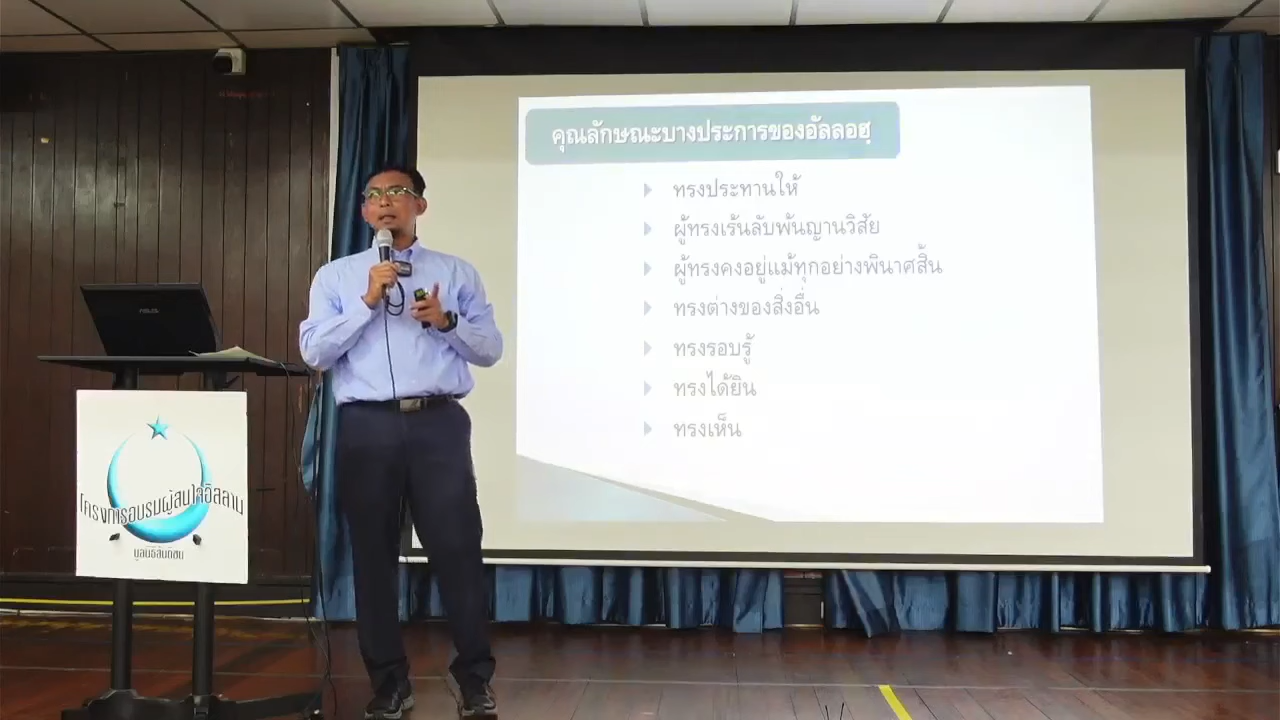 คุณลักษณะบางประการของอัลลอฮฺ
ทรงประทานให้
ผู้ทรงเร้นลับพ้นญานวิสัย
ผู้ทรงคงอยู่แม้ทุกอย่างพินาศสิ้น
ทรงต่างของสิ่งอื่น
ทรงรอบรู้
ทรงได้ยิน
ทรงเห็น
ASUS
โครงการอบรมผู้สนใจอิสลาม
มูลนิธิสันติชน